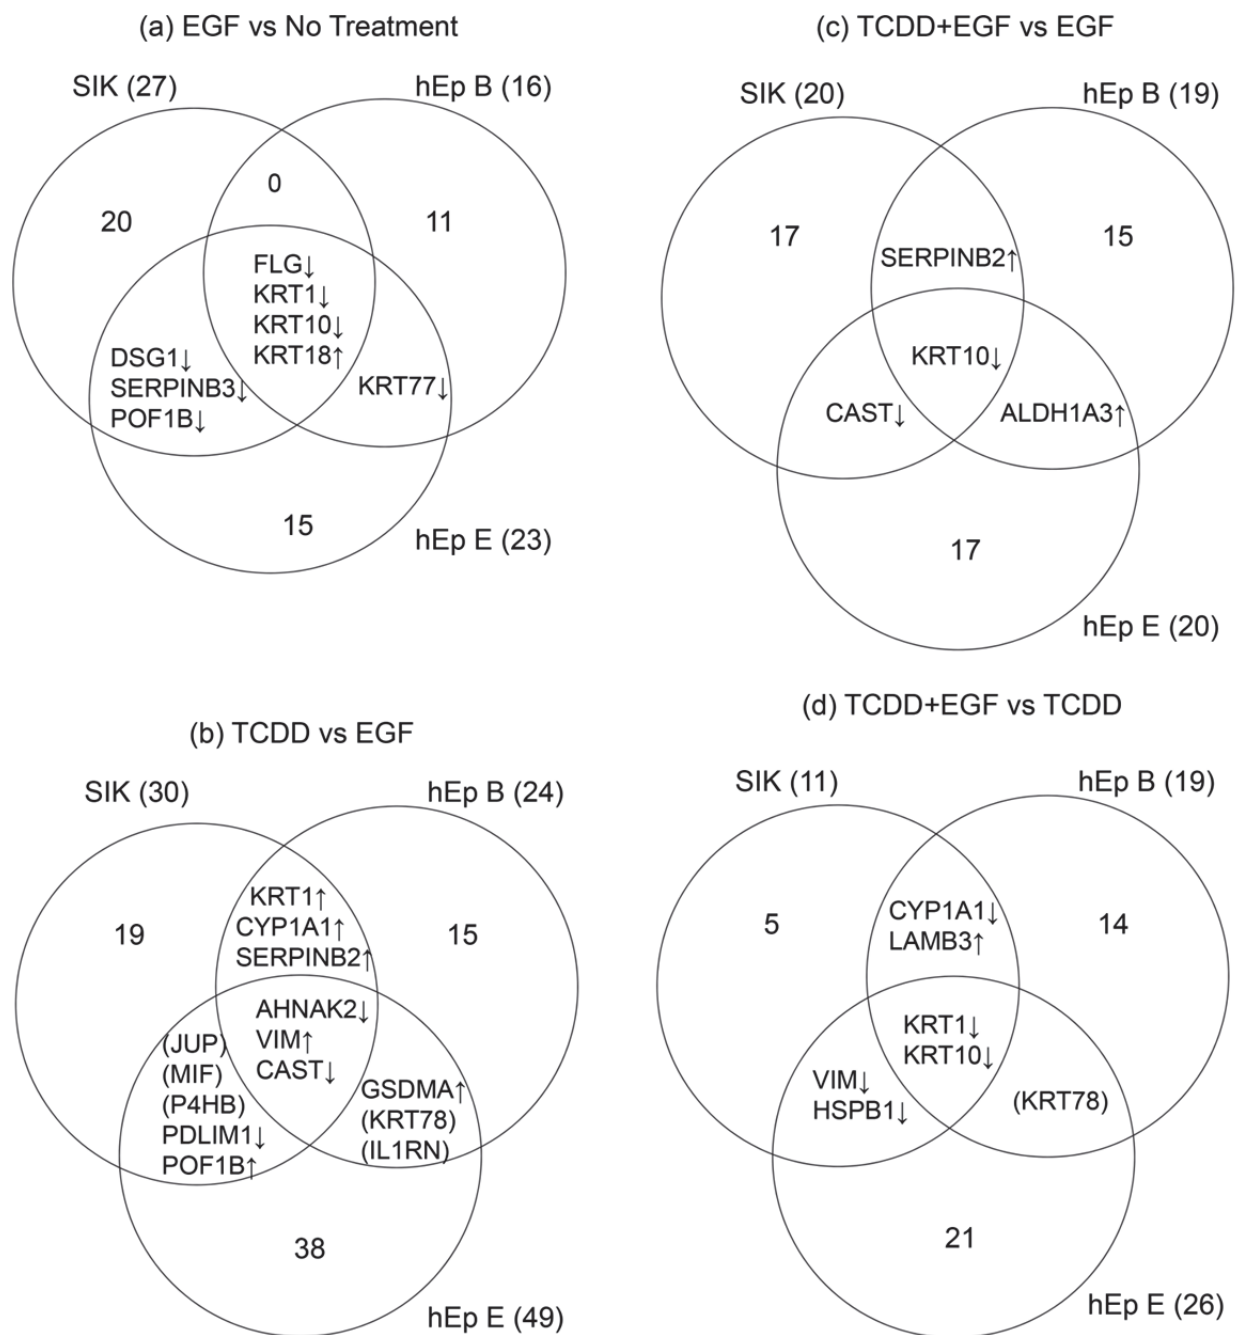 (a) EGF vs No Treatment
SIK (27)
hEp B (16)
0
20
11
FLG↓
KRT1↓
KRT10↓
KRT18↑
DSG1↓
SERPINB3↓
POF1B↓
KRT77↓
15
hEp E (23)
(c) TCDD+EGF vs EGF
SIK (20)
hEp B (19)
17
15
SERPINB2↑
KRT10↓
CAST↓
ALDH1A3↑
17
hEp E (20)
(b) TCDD vs EGF
SIK (30)
hEp B (24)
KRT1↑
CYP1A1↑
SERPINB2↑
19
15
AHNAK2↓
VIM↑
CAST↓
(JUP)
(MIF)
(P4HB)
PDLIM1↓
POF1B↑
GSDMA↑
(KRT78)
(IL1RN)
38
hEp E (49)
(d) TCDD+EGF vs TCDD
SIK (11)
hEp B (19)
5
CYP1A1↓
LAMB3↑
14
KRT1↓
KRT10↓
VIM↓
HSPB1↓
(KRT78)
21
hEp E (26)